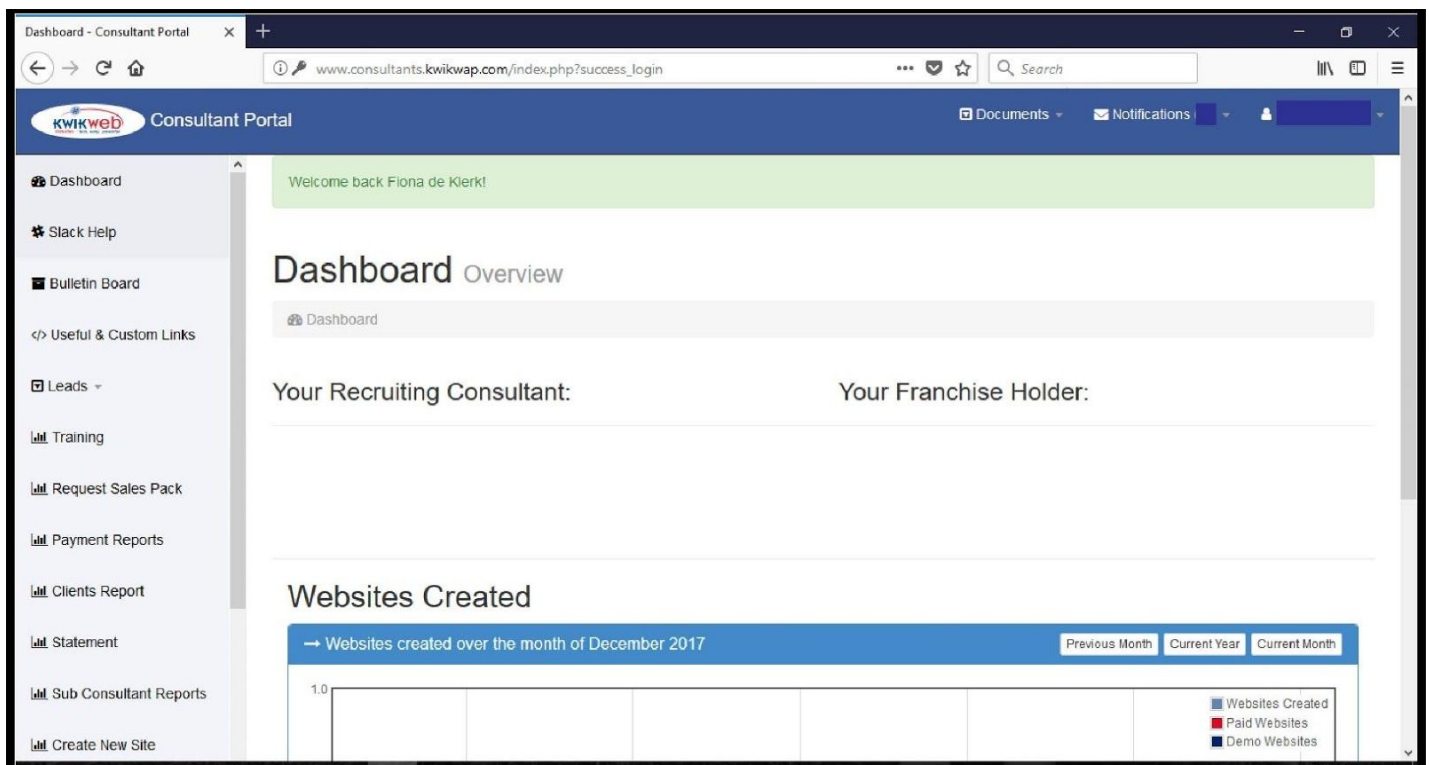 Dashboard - Consultant Portal
www.consultants.kwikwap.com/index.php?success_login
Search
KWIKWeb
Consultant Portal
Documents
Notifications
Dashboard
Slack Help
Bulletin Board
</> Useful & Custom Links
Leads
Training
Request Sales Pack
Payment Reports
Clients Report
Statement
Sub Consultant Reports
Create New Site
Welcome back Fiona de Klerk!
Dashboard Overview
Dashboard
Your Recruiting Consultant:
Your Franchise Holder:
Websites Created
→ Websites created over the month of December 2017
Previous Month
Current Year
Current Month
1.0
Websites Created
Paid Websites
Demo Websites